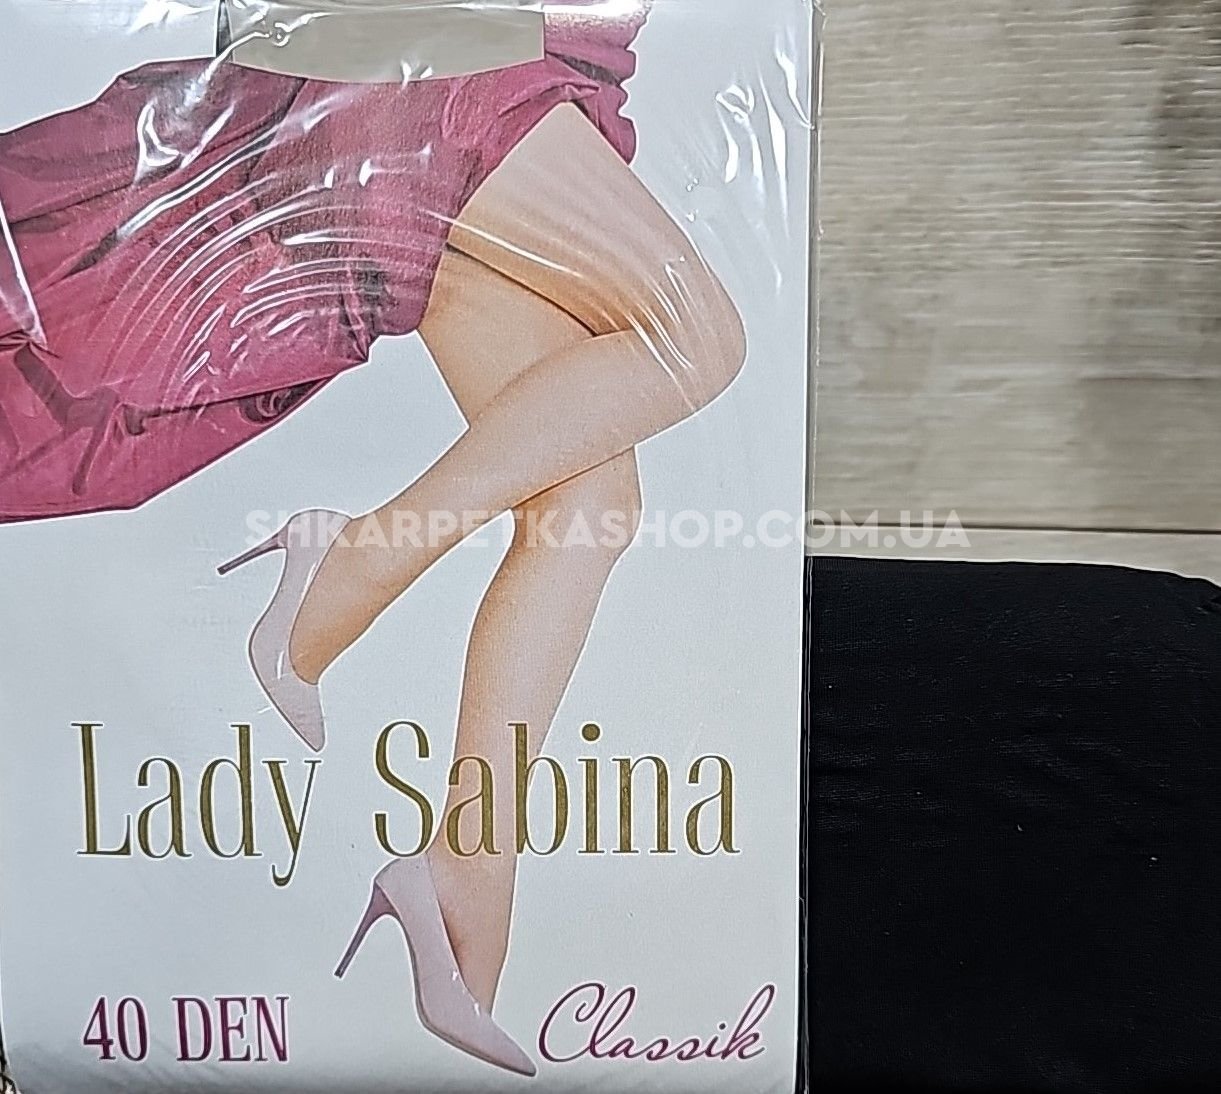 SHKARPETKASHOP.COM.UA
Lady Sabina
40 DEN
Classik